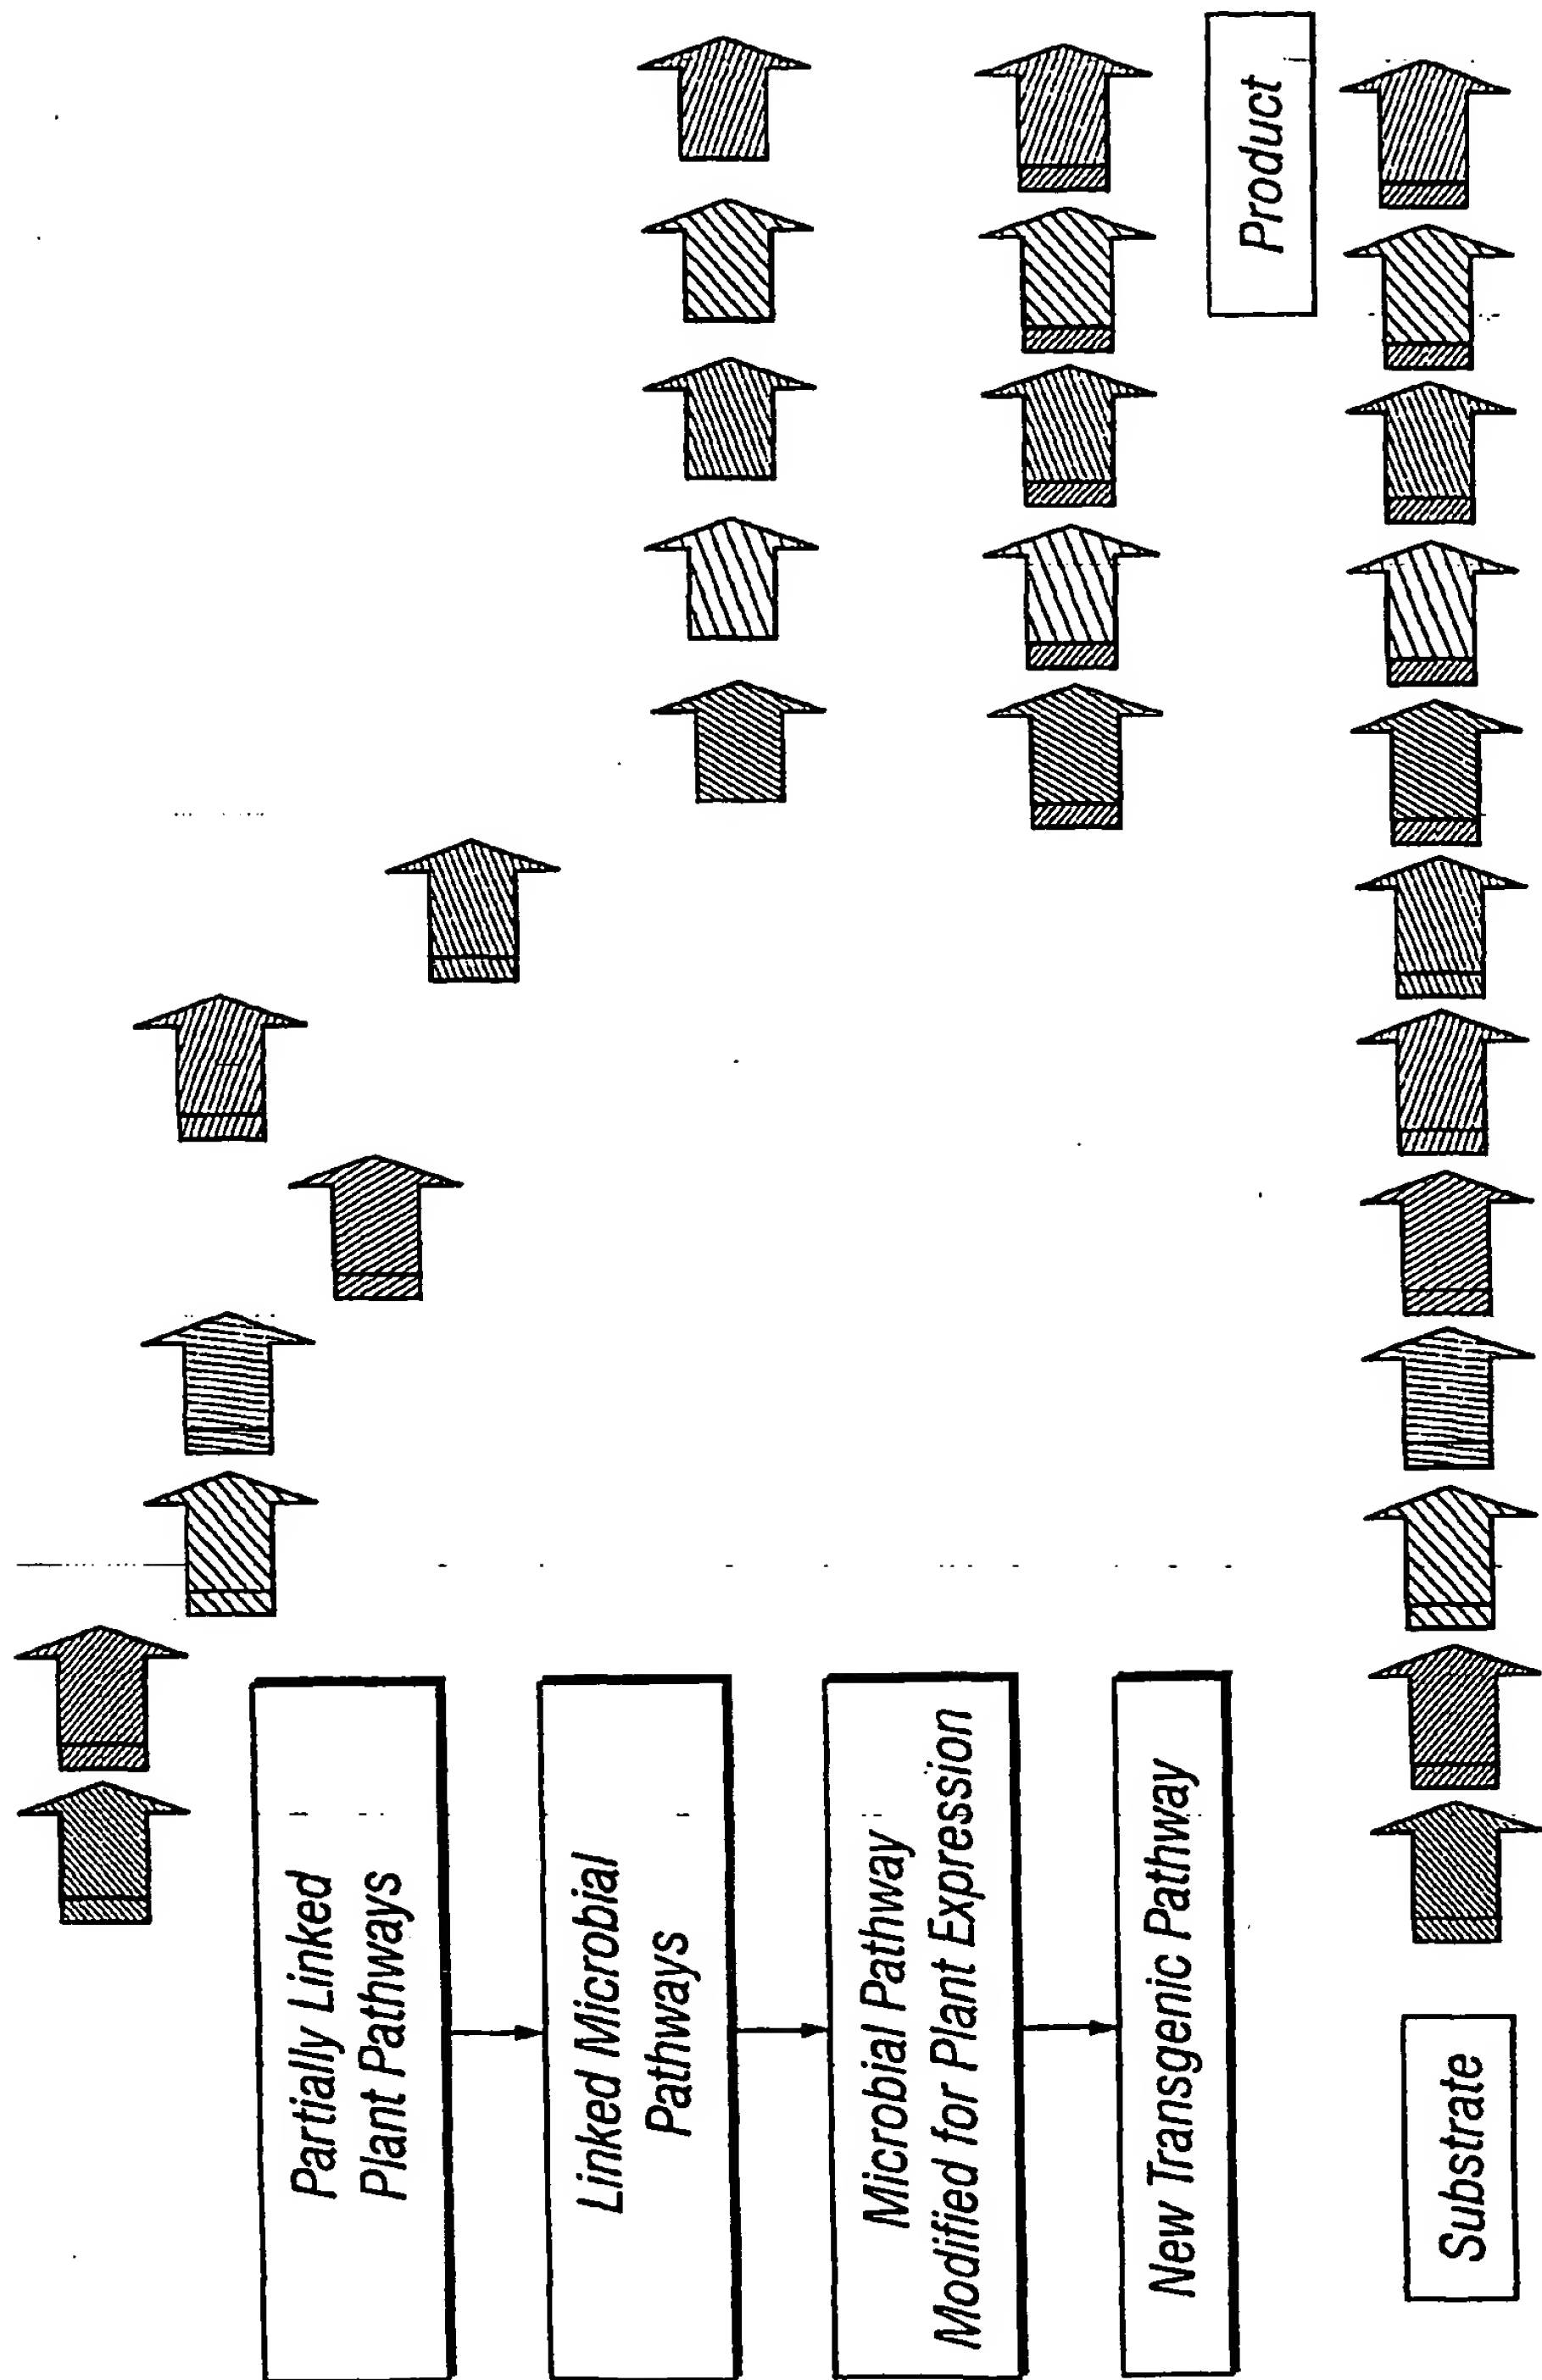 Partially Linked
Plant Pathways
Linked Microbial
Pathways
Microbial Pathway
Modified for Plant Expression
New Transgenic Pathway
Product
Substrate